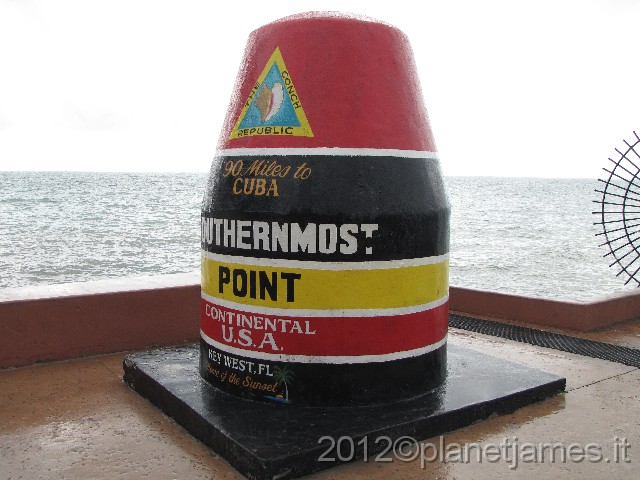 THE CONCH
REPUBLIC
90 Miles to
CUBA
OUTHERNMOST
POINT
CONTINENTAL
U.S.A.
KEY WEST, FL
of the Sunset
2012©planetjames.it